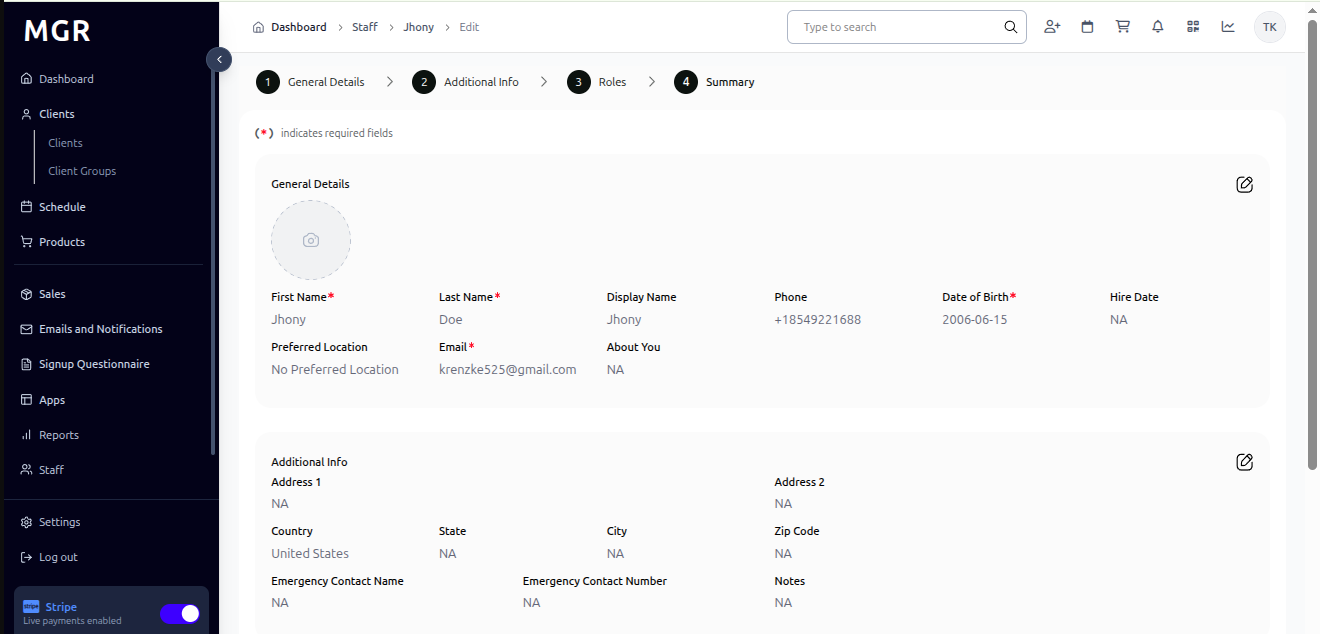 MGR
Dashboard
Clients
Clients
Client Groups
Schedule
Products
Sales
Emails and Notifications
Signup Questionnaire
Apps
Reports
Staff
Settings
Log out
stripe Stripe
Live payments enabled
Dashboard > Staff > Jhony > Edit
Type to search
TK
1 General Details > 2 Additional Info > 3 Roles > 4 Summary
(*) indicates required fields
General Details
First Name* Last Name* Display Name Phone Date of Birth* Hire Date
Jhony Doe Jhony +18549221688 2006-06-15 NA
Preferred Location Email* About You
No Preferred Location krenzke525@gmail.com NA
Additional Info
Address 1 Address 2
NA NA
Country State City Zip Code
United States NA NA NA
Emergency Contact Name Emergency Contact Number Notes
NA NA NA